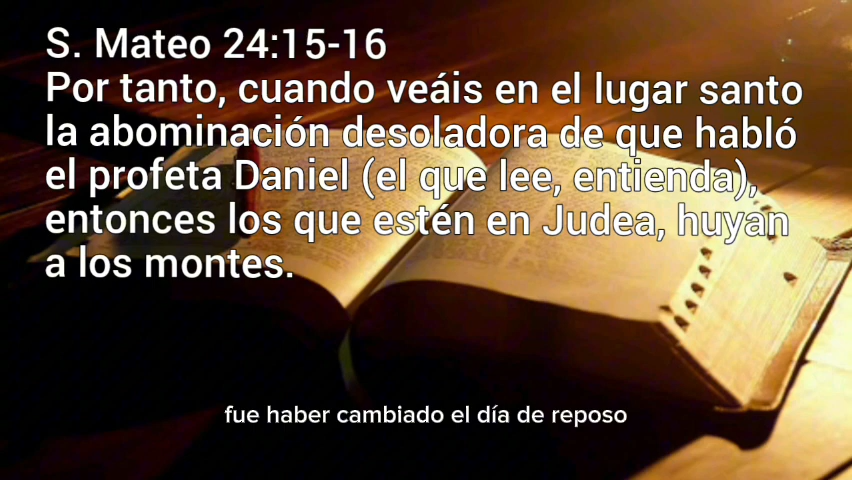 S. Mateo 24:15-16
Por tanto, cuando veáis en el lugar santo
la abominación desoladora de que habló
el profeta Daniel (el que lee, entienda),
entonces los que estén en Judea, huyan
a los montes.
fue haber cambiado el día de reposo